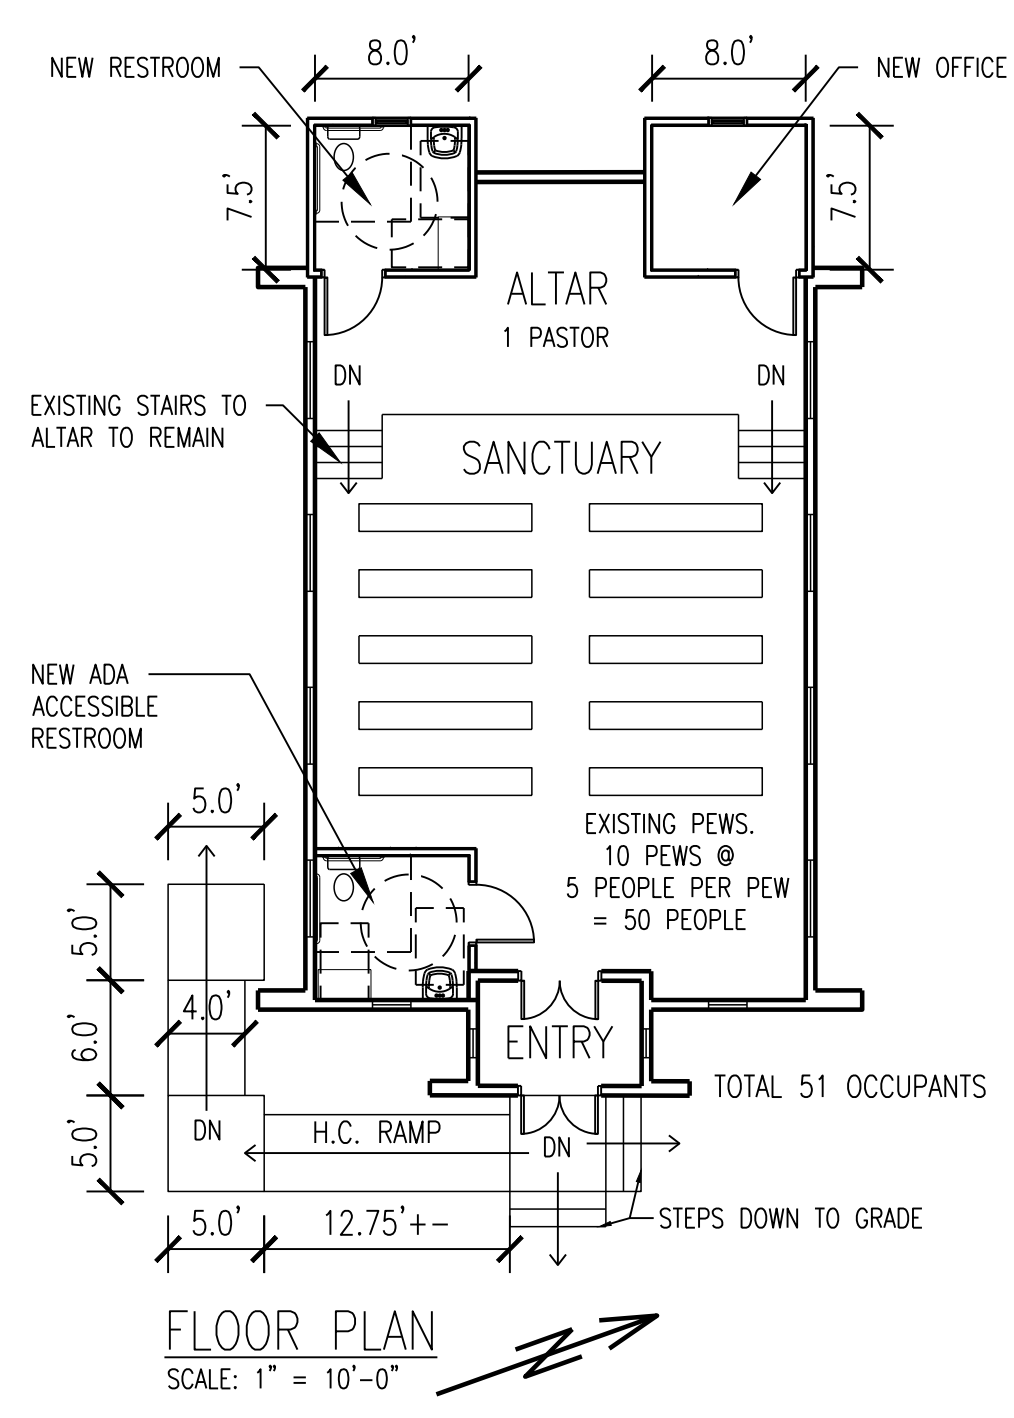 8.0'
8.0'
NEW RESTROOM
NEW OFFICE
7.5'
7.5'
ALTAR
1 PASTOR
DN
DN
EXISTING STAIRS TO
ALTAR TO REMAIN
SANCTUARY
NEW ADA
ACCESSIBLE
RESTROOM
5.0'
EXISTING PEWS.
10 PEWS @
5 PEOPLE PER PEW
= 50 PEOPLE
5.0'
4.0'
6.0'
ENTRY
TOTAL 51 OCCUPANTS
5.0'
DN
H.C. RAMP
DN
5.0'
12.75'+-
STEPS DOWN TO GRADE
FLOOR PLAN
SCALE: 1" = 10'-0"